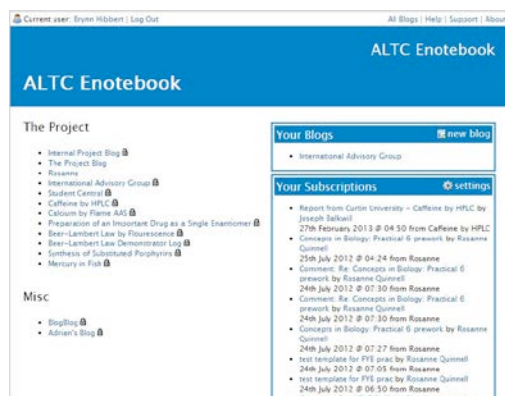 Current user: Brynn Hibbert | Log Out
All Blogs | Help | Support | About
ALTC Enotebook
ALTC Enotebook
The Project
Internal Project Blog
The Project Blog
Rosanne
International Advisory Group
Student Central
Caffeine by HPLC
Calcium by Flame AAS
Preparation of an Important Drug as a Single Enantiomer
Beer-Lambert Law by Flourescence
Beer-Lambert Law Demonstrator Log
Synthesis of Substituted Porphyrins
Mercury in Fish
Misc
BlogBlog
Adrian's Blog
Your Blogs
new blog
International Advisory Group
Your Subscriptions
settings
Report from Curtin University - Caffeine by HPLC by
Joseph Balkwil
27th February 2013 @ 04:50 from Caffeine by HPLC
Concepts in Biology: Practical 6 prework by Rosanne
Quinnell
25th July 2012 @ 04:24 from Rosanne
Comment: Re: Concepts in Biology: Practical 6
prework by Rosanne Quinnell
24th July 2012 @ 07:30 from Rosanne
Comment: Re: Concepts in Biology: Practical 6
prework by Rosanne Quinnell
24th July 2012 @ 07:30 from Rosanne
Concepts in Biology: Practical 6 prework by Rosanne
Quinnell
24th July 2012 @ 07:27 from Rosanne
test template for FYE prac by Rosanne Quinnell
24th July 2012 @ 07:05 from Rosanne
test template for FYE prac by Rosanne Quinnell
24th July 2012 @ 06:50 from Rosanne